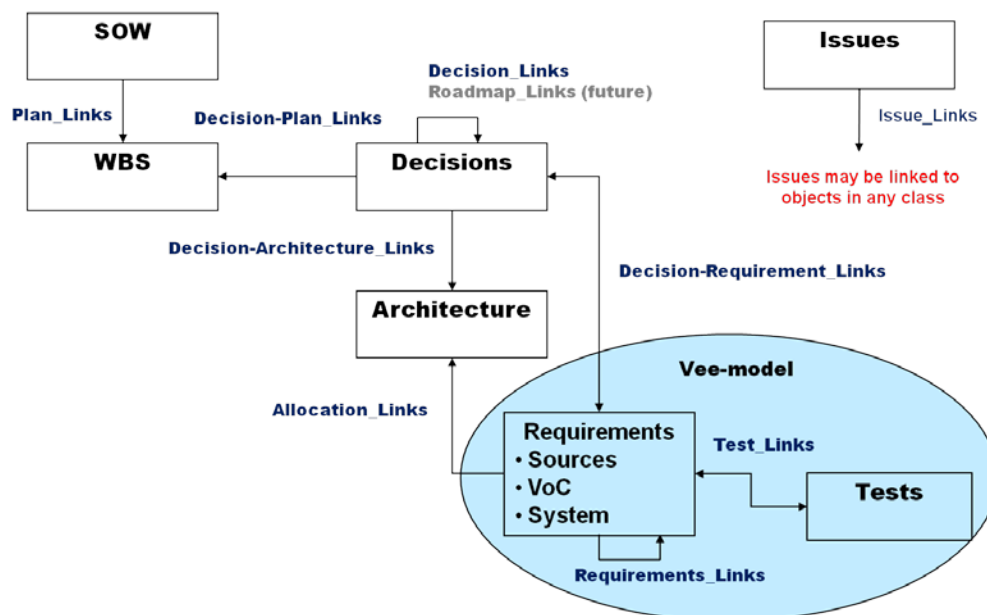 SOW
Issues
Decision_Links
Roadmap_Links (future)
Plan_Links
Decision-Plan_Links
Issue_Links
WBS
Decisions
Issues may be linked to
objects in any class
Decision-Architecture_Links
Decision-Requirement_Links
Architecture
Vee-model
Allocation_Links
Requirements
• Sources
• VoC
• System
Test_Links
Tests
Requirements_Links